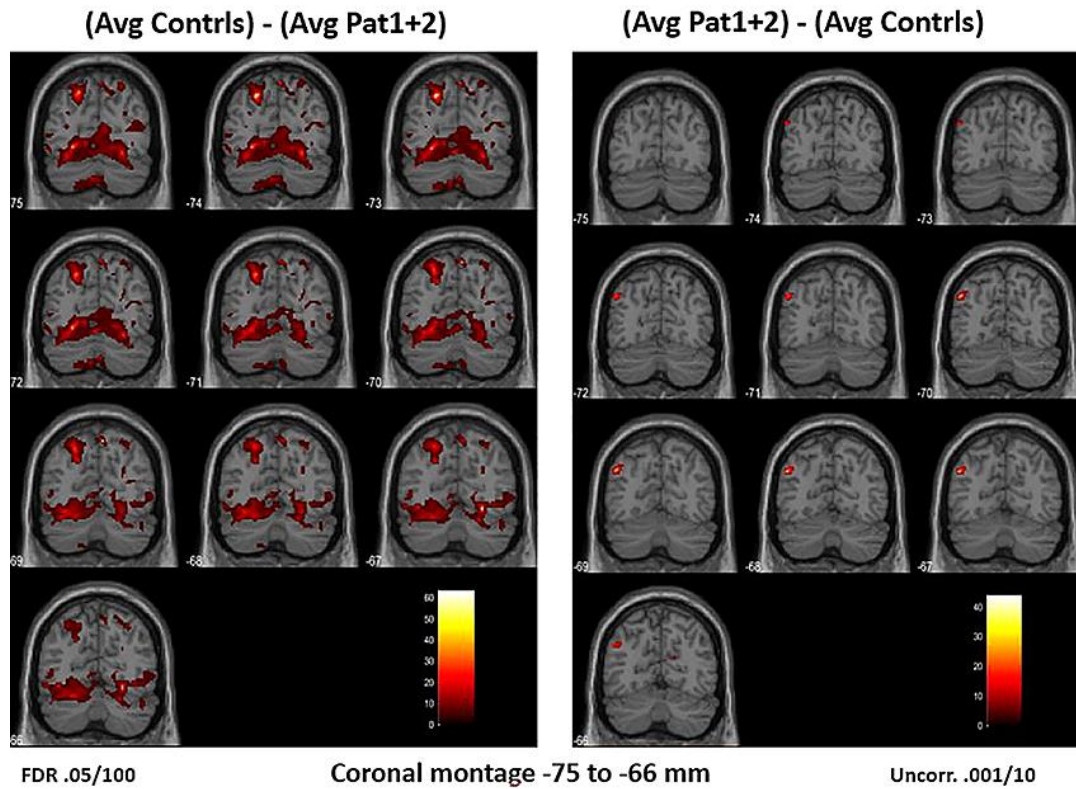 (Avg Contrls) - (Avg Pat1+2)
(Avg Pat1+2) - (Avg Contrls)
75 -74 -73
72 -71 -70
69 -68 -67
66
60
50
40
30
20
10
0
-75 -74 -73
-72 -71 -70
-69 -68 -67
-66
40
30
20
10
0
FDR .05/100
Coronal montage -75 to -66 mm
Uncorr. .001/10